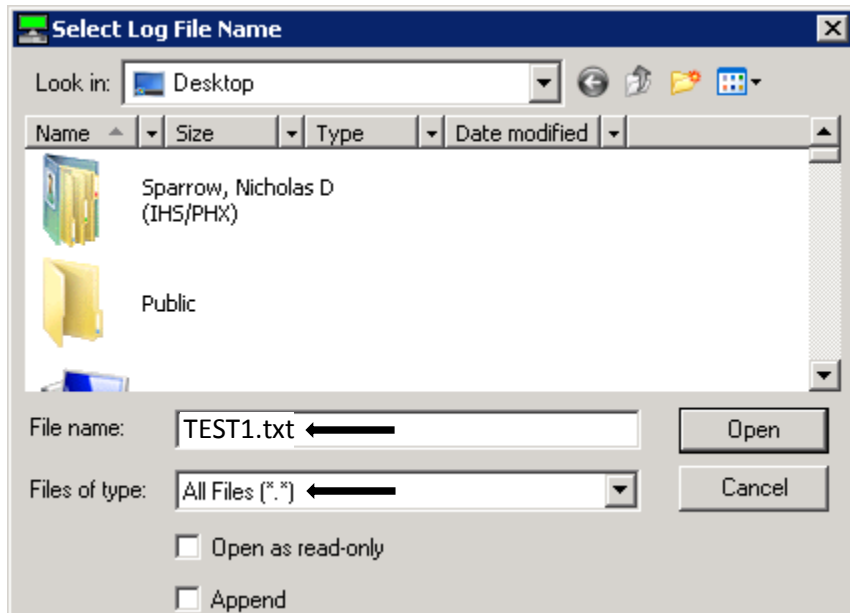 Select Log File Name
Look in: Desktop
Name Size Type Date modified
Sparrow, Nicholas D
(IHS/PHX)
Public
File name: TEST1.txt Open
Files of type: All Files (*.*) Cancel
Open as read-only
Append